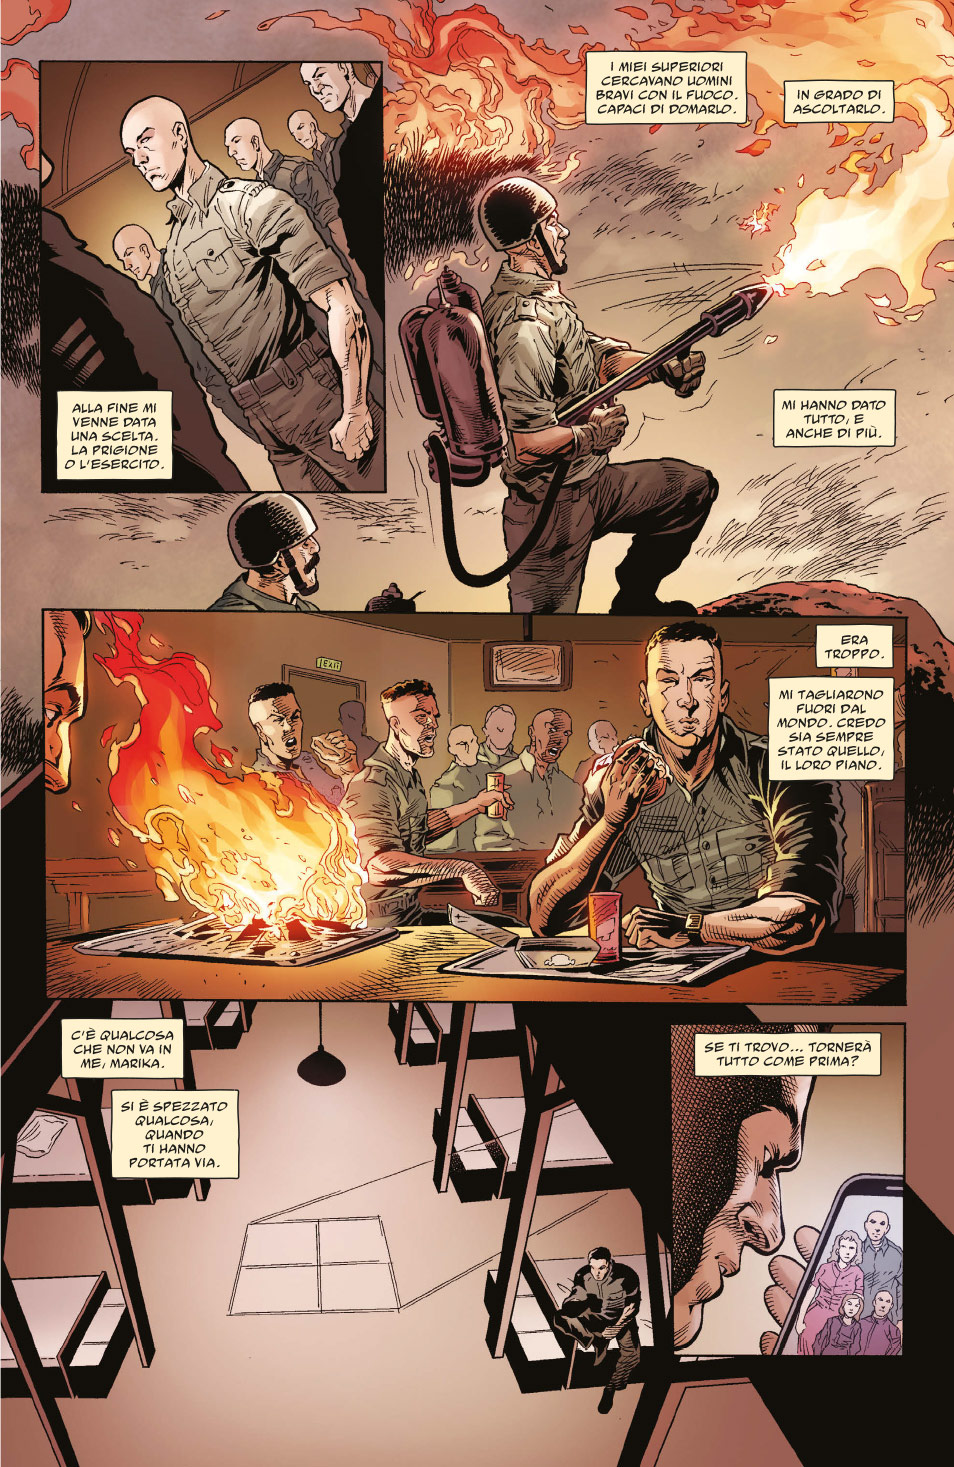 ALLA FINE MI
VENNE DATA
UNA SCELTA.
LA PRIGIONE
O L'ESERCITO.
I MIEI SUPERIORI
CERCAVANO UOMINI
BRAVI CON IL FUOCO.
CAPACI DI DOMARLO.
IN GRADO DI
ASCOLTARLO.
MI HANNO DATO
TUTTO, E
ANCHE DI PIÙ.
EXIT
ERA
TROPPO.
MI TAGLIARONO
FUORI DAL
MONDO. CREDO
SIA SEMPRE
STATO QUELLO,
IL LORO PIANO.
C'È QUALCOSA
CHE NON VA IN
ME, MARIKA.
SI È SPEZZATO
QUALCOSA,
QUANDO
TI HANNO
PORTATA VIA.
SE TI TROVO... TORNERÀ
TUTTO COME PRIMA?